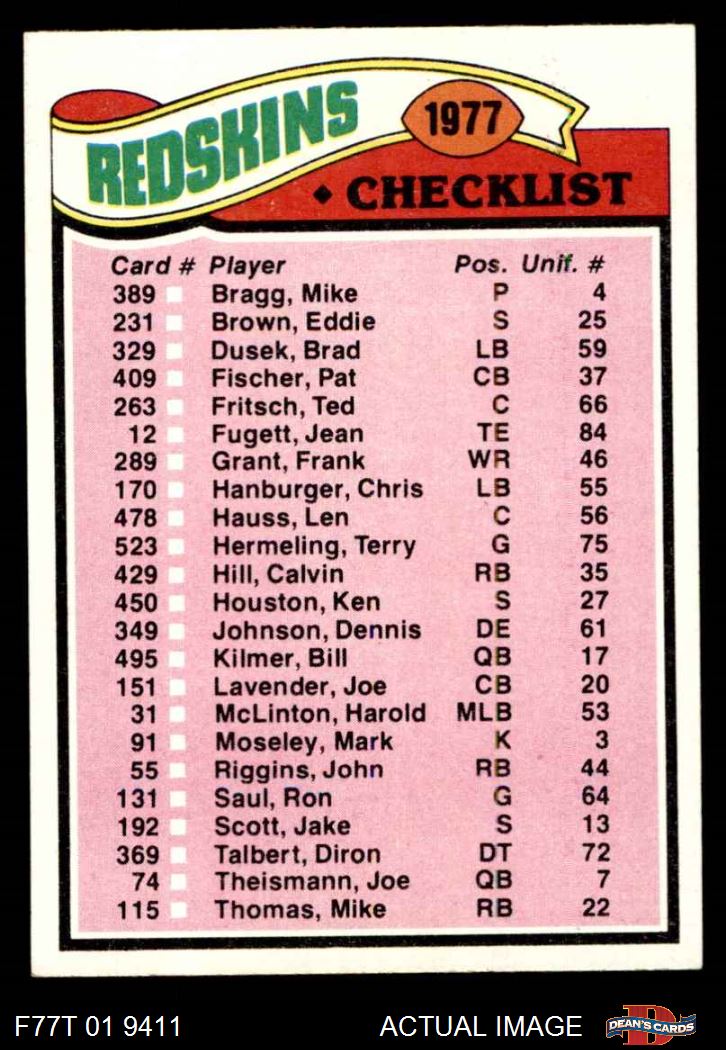 REDSKINS
1977
♦ CHECKLIST
Card # Player Pos. Unif. #
389 Bragg, Mike P 4
231 Brown, Eddie S 25
329 Dusek, Brad LB 59
409 Fischer, Pat CB 37
263 Fritsch, Ted C 66
12 Fugett, Jean TE 84
289 Grant, Frank WR 46
170 Hanburger, Chris LB 55
478 Hauss, Len C 56
523 Hermeling, Terry G 75
429 Hill, Calvin RB 35
450 Houston, Ken S 27
349 Johnson, Dennis DE 61
495 Kilmer, Bill QB 17
151 Lavender, Joe CB 20
31 McLinton, Harold MLB 53
91 Moseley, Mark K 3
55 Riggins, John RB 44
131 Saul, Ron G 64
192 Scott, Jake S 13
369 Talbert, Diron DT 72
74 Theismann, Joe QB 7
115 Thomas, Mike RB 22
F77T 01 9411 ACTUAL IMAGE D DEAN'S CARDS